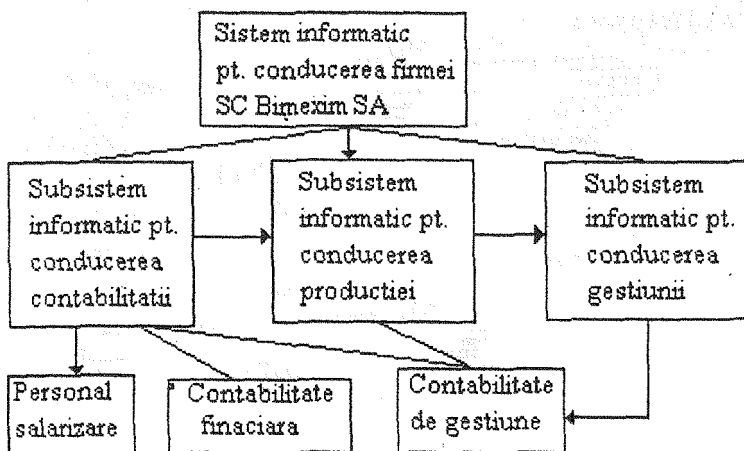 Sistem informatic
pt. conducerea firmei
SC Bimexim SA
Subsistem
informatic pt.
conducerea
contabilitatii
Subsistem
informatic pt.
conducerea
productiei
Subsistem
informatic pt.
conducerea
gestiunii
Personal
salarizare
Contabilitate
finaciara
Contabilitate
de gestiune